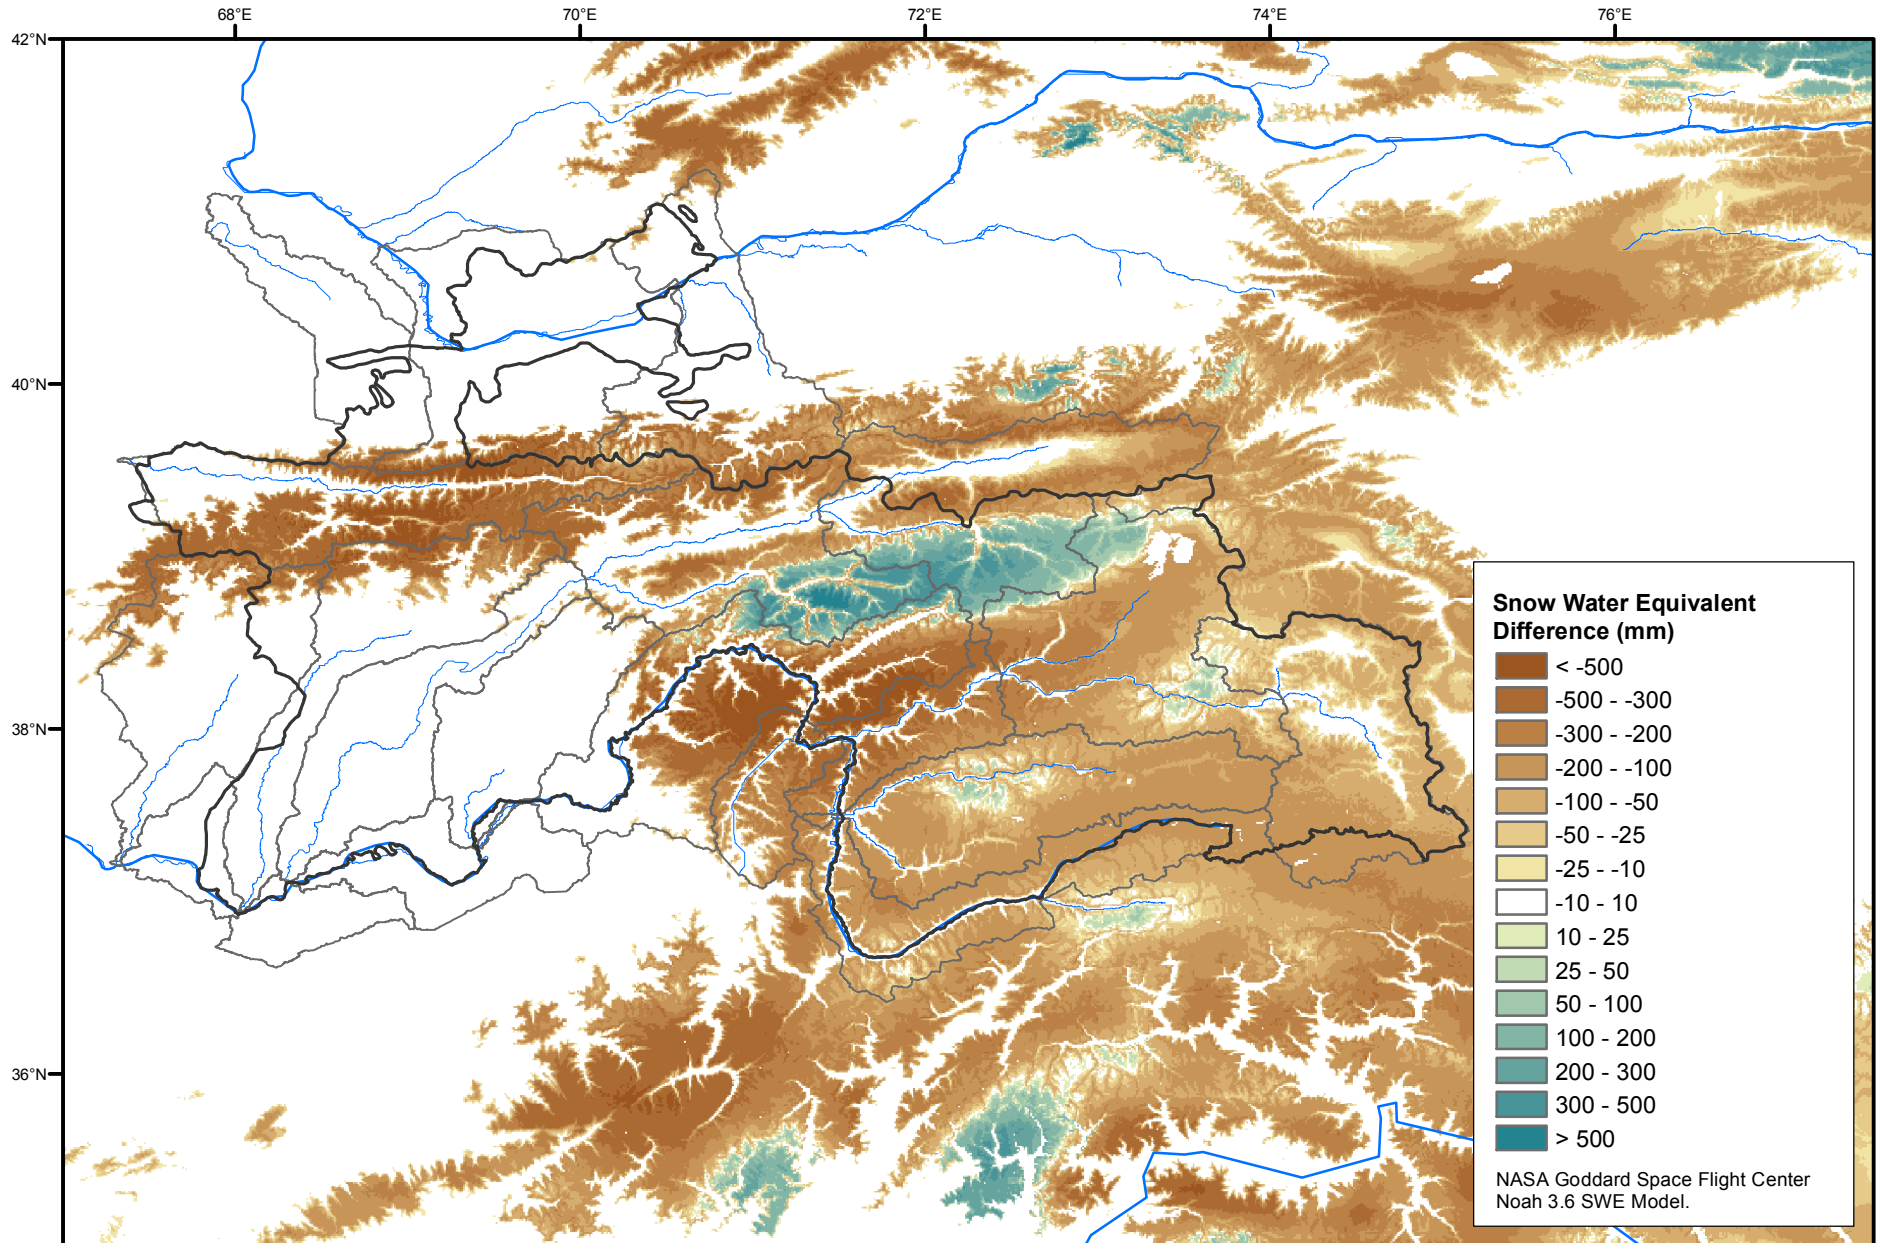 68°E
70°E
72°E
74°E
76°E
42°N
40°N
38°N
36°N
Snow Water Equivalent
Difference (mm)
< -500
-500 - -300
-300 - -200
-200 - -100
-100 - -50
-50 - -25
-25 - -10
-10 - 10
10 - 25
25 - 50
50 - 100
100 - 200
200 - 300
300 - 500
> 500
NASA Goddard Space Flight Center
Noah 3.6 SWE Model.